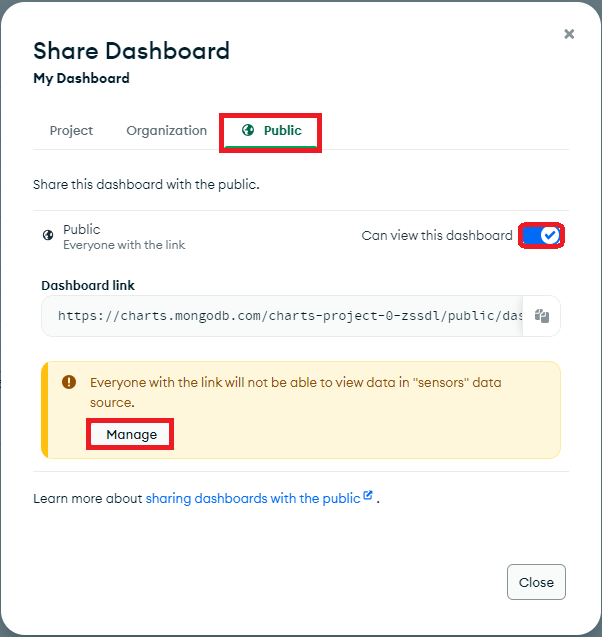 Share Dashboard
My Dashboard
Project Organization Public
Share this dashboard with the public.
Public
Everyone with the link
Can view this dashboard
Dashboard link
https://charts.mongodb.com/charts-project-0-zssdl/public/das
Everyone with the link will not be able to view data in "sensors" data
source.
Manage
Learn more about sharing dashboards with the public .
Close